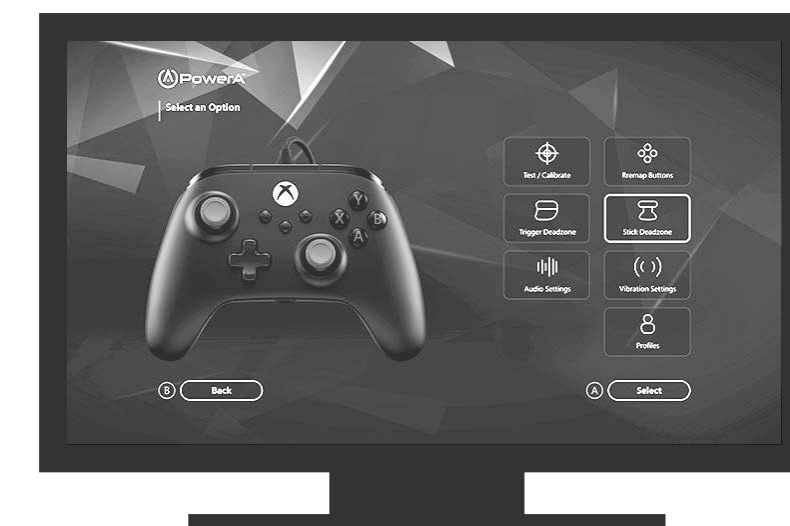 PowerA
Select an Option
Test / Calibrate
Remap Buttons
Trigger Deadzone
Stick Deadzone
Audio Settings
Vibration Settings
Profiles
Y
X
B
A
B
Back
A
Select